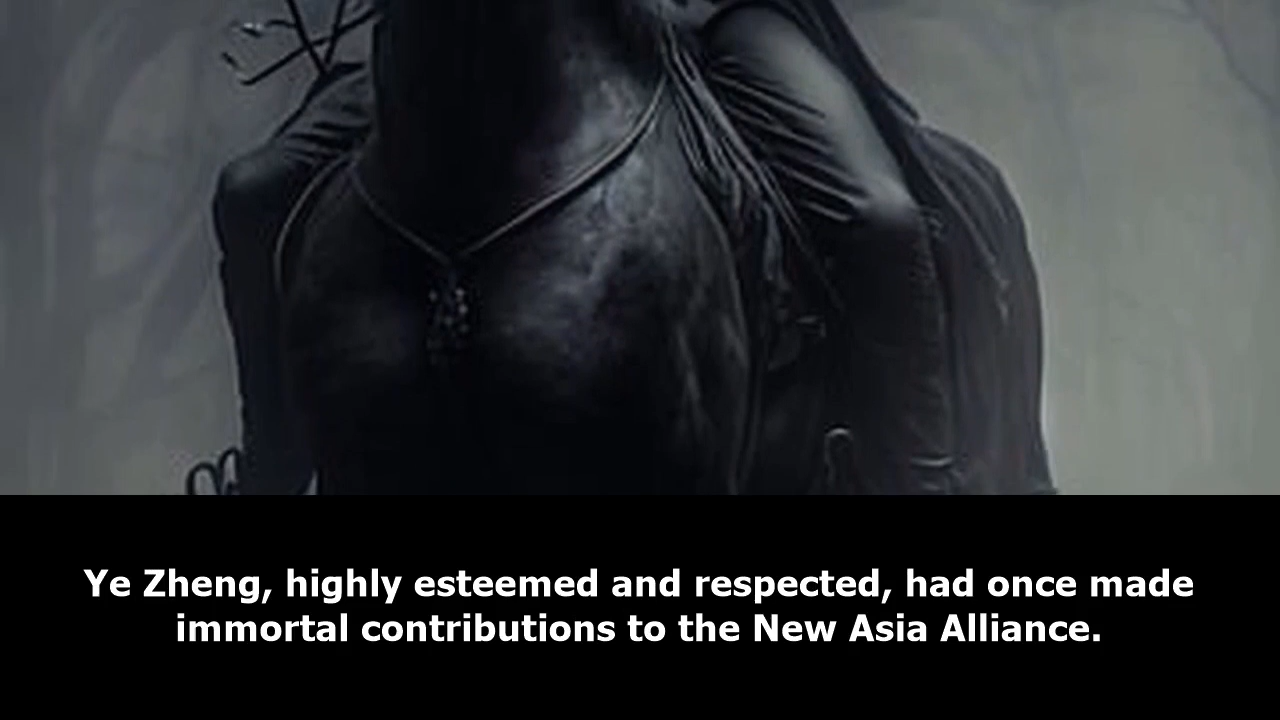 Ye Zheng, highly esteemed and respected, had once made
immortal contributions to the New Asia Alliance.